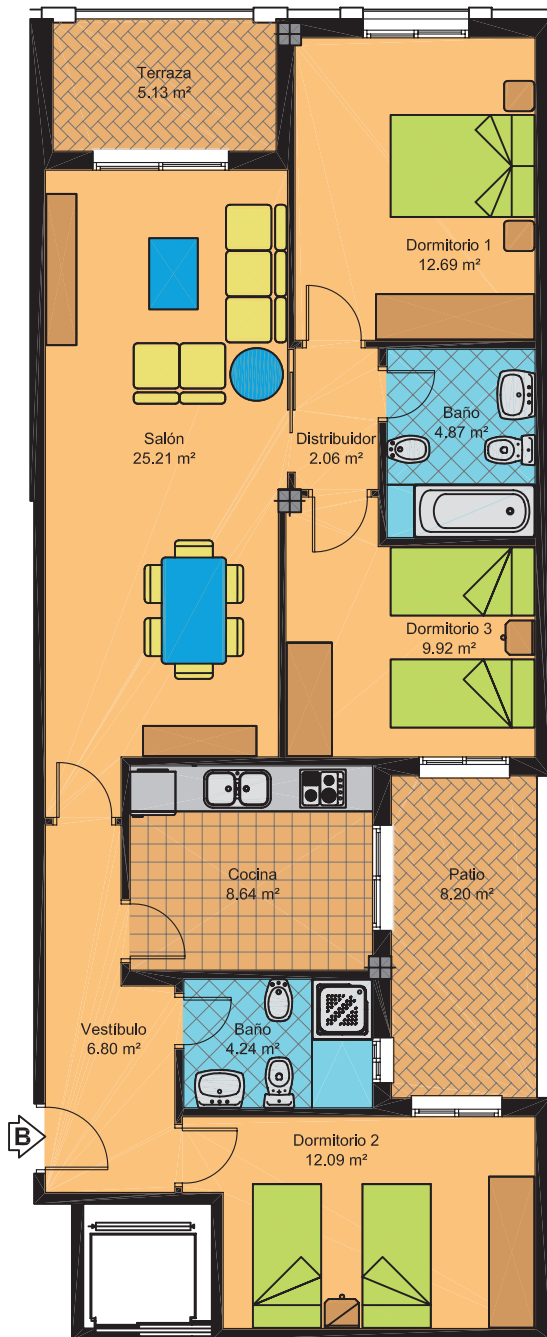 Terraza
5.13 m²
Dormitorio 1
12.69 m²
Baño
4.87 m²
Salón
25.21 m²
Distribuidor
2.06 m²
Dormitorio 3
9.92 m²
Cocina
8.64 m²
Patio
8.20 m²
Vestíbulo
6.80 m²
Baño
4.24 m²
B
Dormitorio 2
12.09 m²